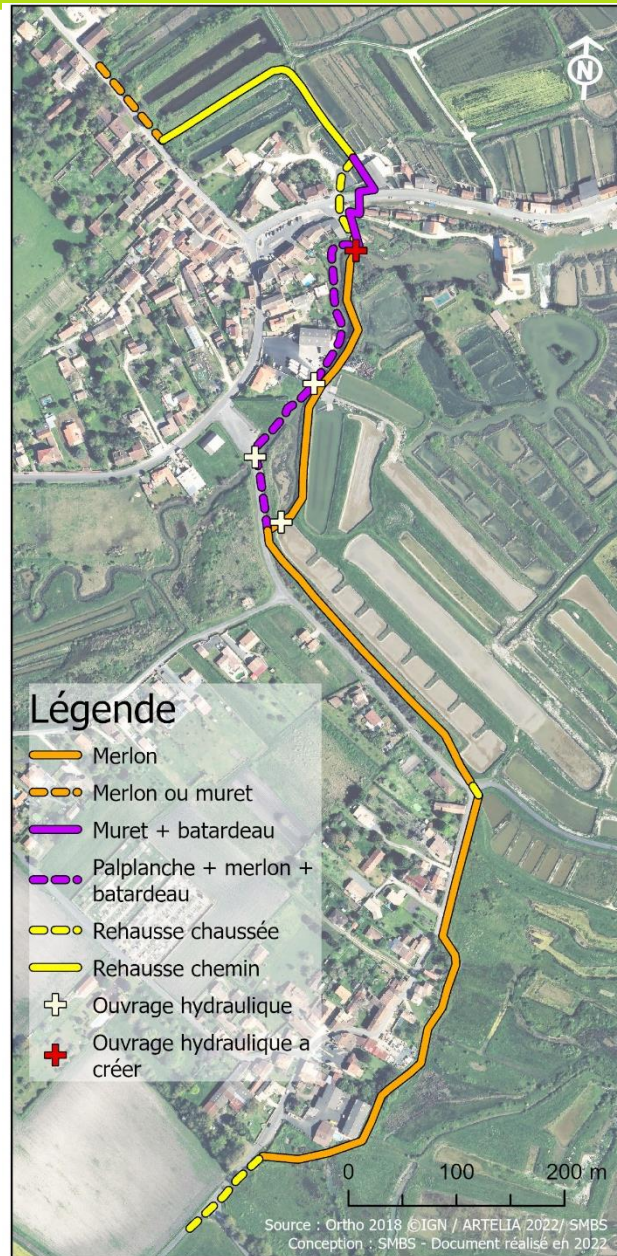 N
Légende
Merlon
Merlon ou muret
Muret + batardeau
Palplanche + merlon +
batardeau
Rehausse chaussée
Rehausse chemin
Ouvrage hydraulique
Ouvrage hydraulique a
créer
0 100 200 m
Source : Ortho 2018 ©IGN / ARTELIA 2022/ SMBS
Conception : SMBS - Document réalisé en 2022